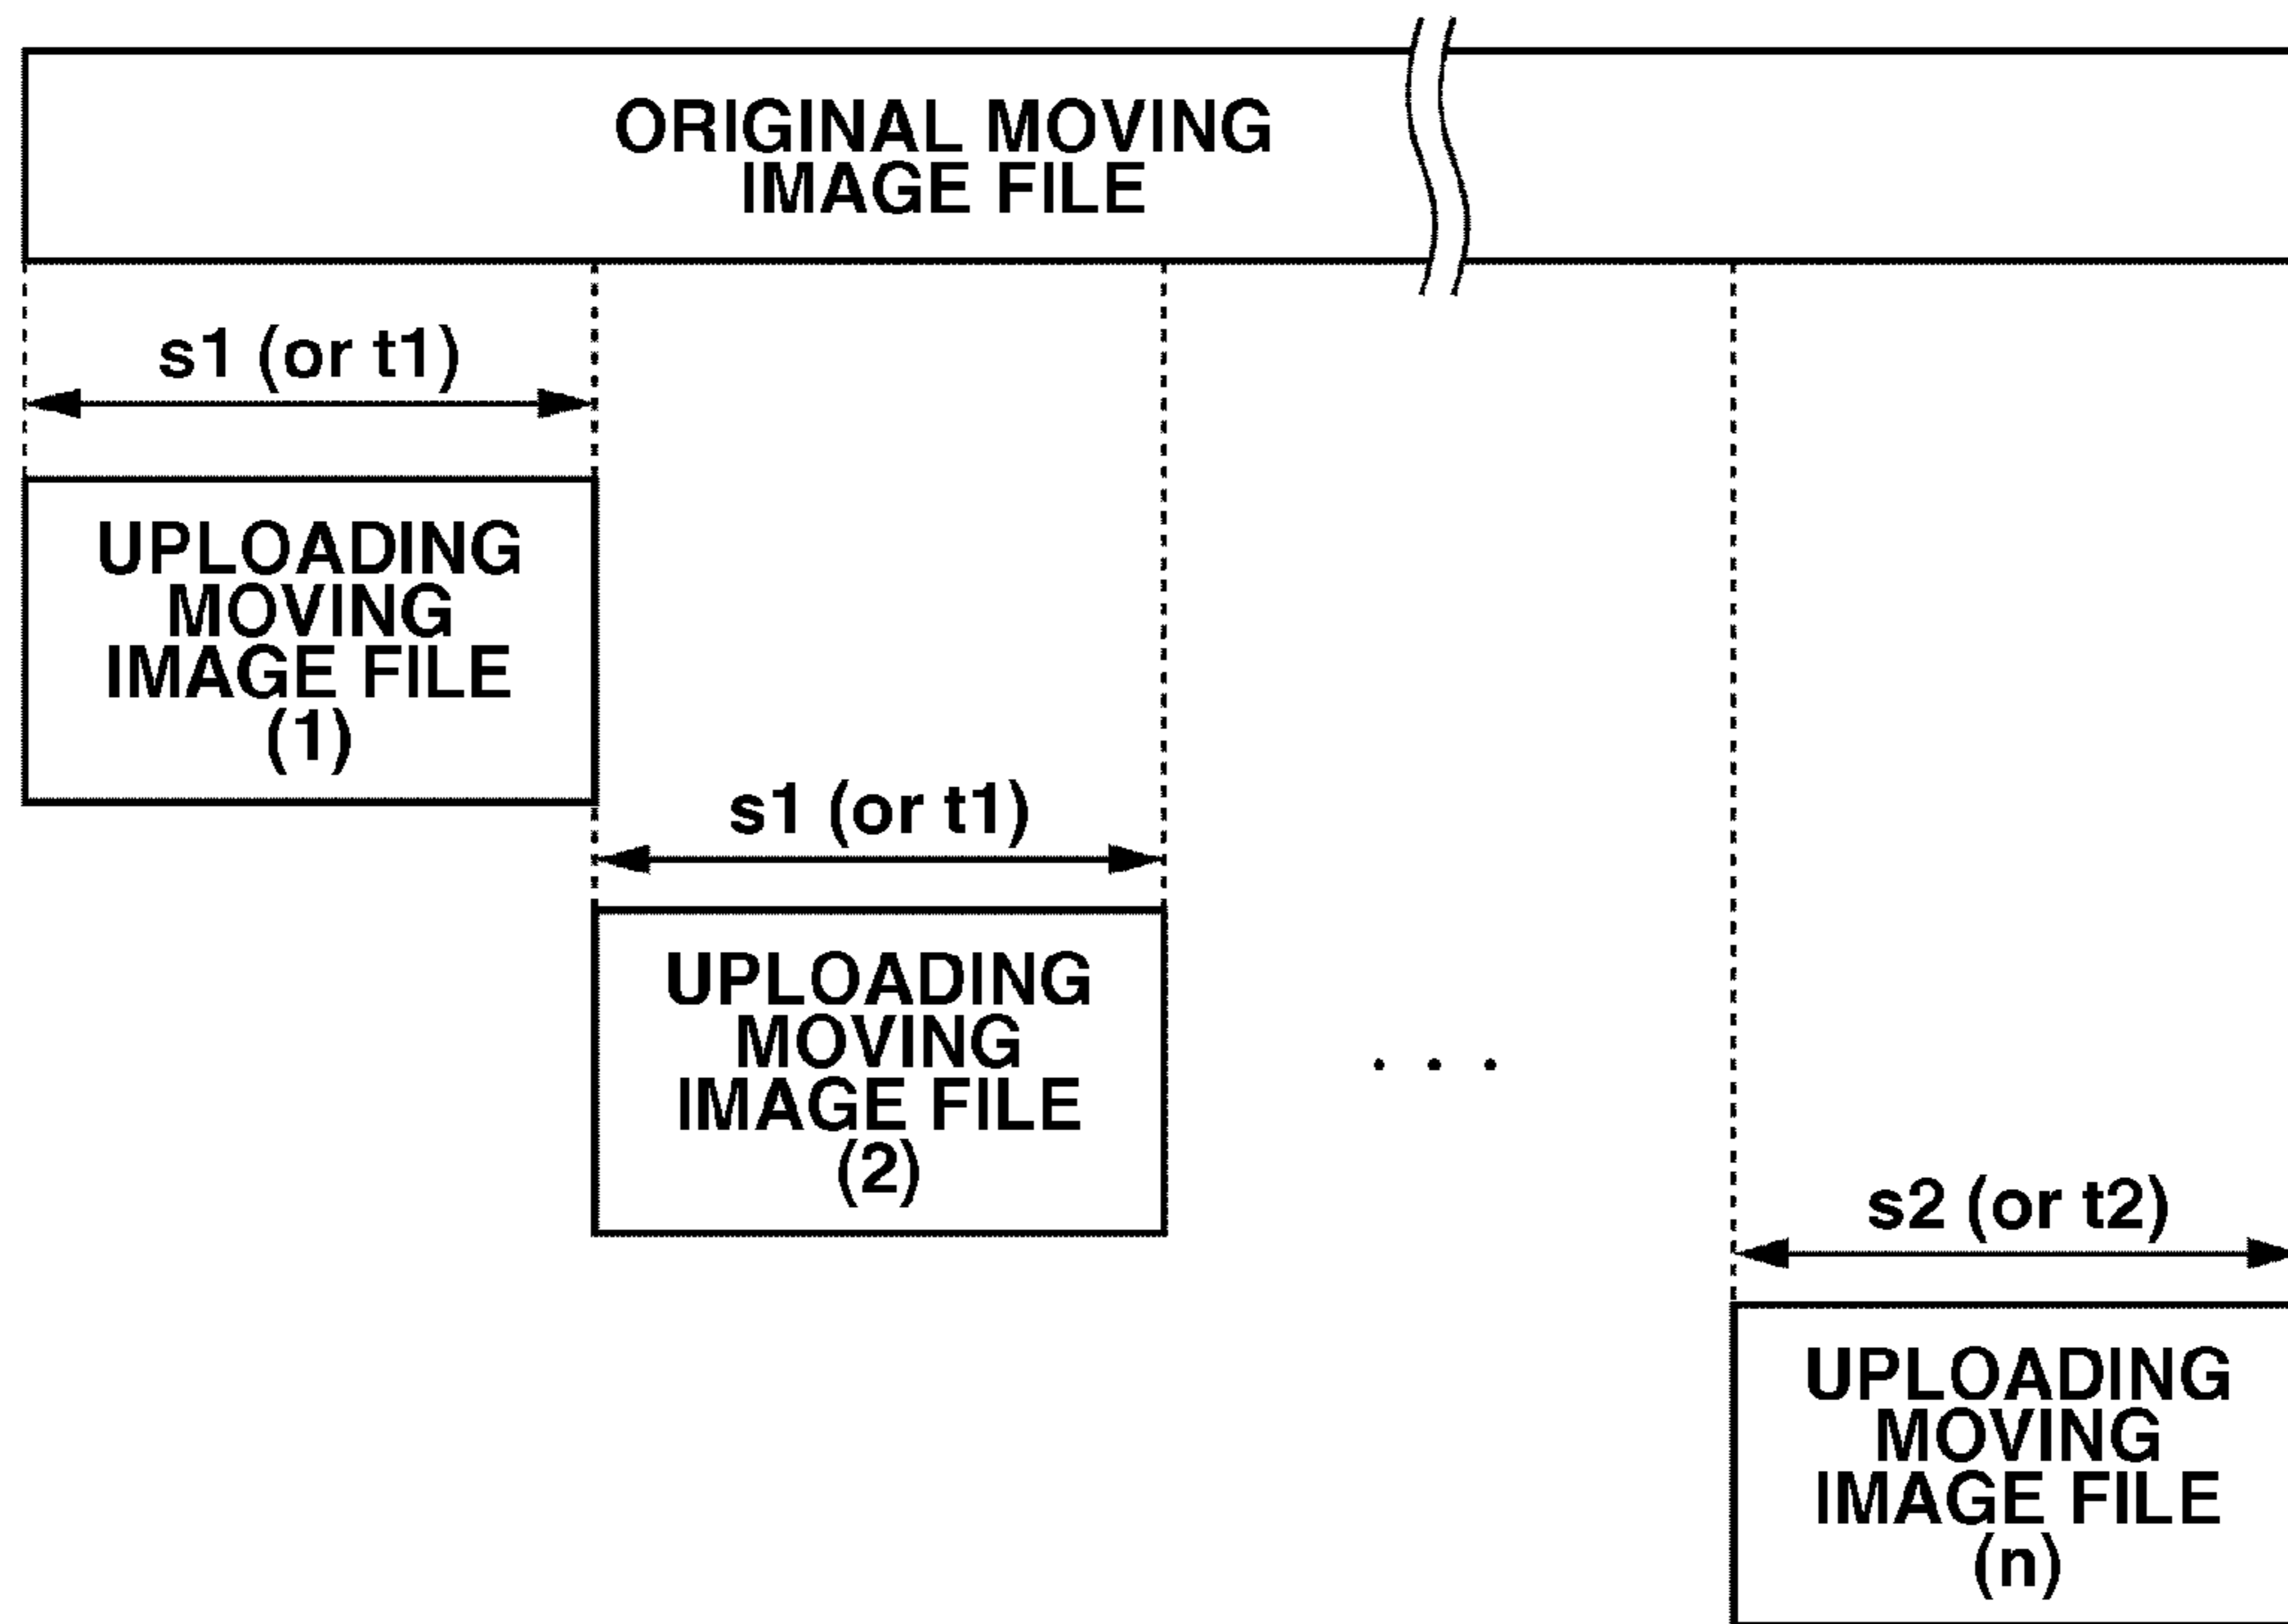 ORIGINAL MOVING
IMAGE FILE
s1 (or t1)
UPLOADING
MOVING
IMAGE FILE
(1)
s1 (or t1)
UPLOADING
MOVING
IMAGE FILE
(2)
. . .
s2 (or t2)
UPLOADING
MOVING
IMAGE FILE
(n)